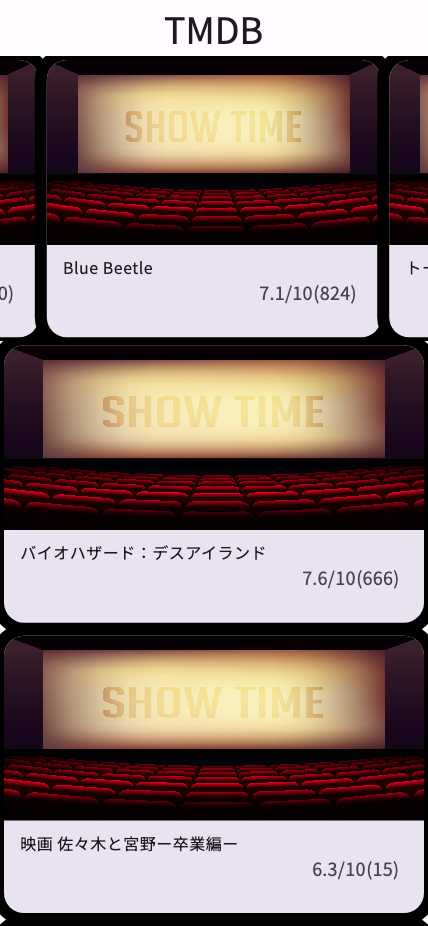 TMDB
SHOW TIME
Blue Beetle
7.1/10(824)
0)
ト
SHOW TIME
バイオハザード：デスアイランド
7.6/10(666)
SHOW TIME
映画 佐々木と宮野ー卒業編ー
6.3/10(15)